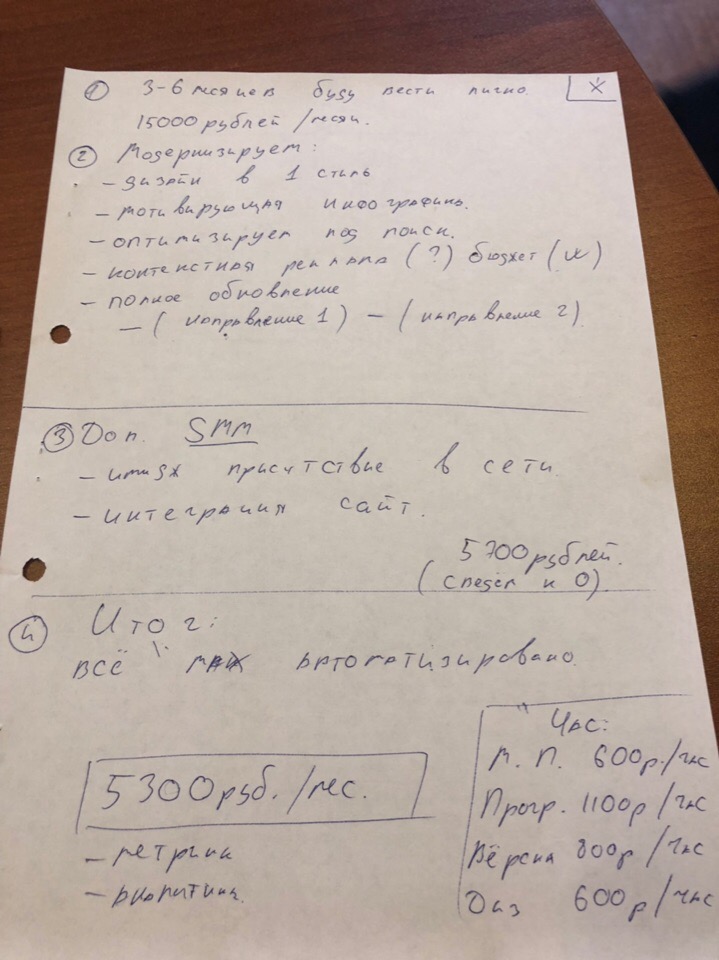 ① 3-6 месяцев буду вести лично.
15000 рублей /месяц.
② Модернизируем:
- дизайн в 1 стиль
- мотивирующая инфографика.
- оптимизируем под поиск.
- контекстная реклама (?) бюджет
- полное обновление
- (направление 1) - (направление 2)
③ Доп. SMM
- имидж присутствие в сети.
- интеграция сайт.
5700 рублей.
(сведём к 0).
④ Итог:
всё автоматизировано.
5300 руб./мес.
- метрика
- аналитика.
Час:
М. П. 600р./час
Прогр. 1100р/час
Вёрстка 800р/час
Диз 600р/час